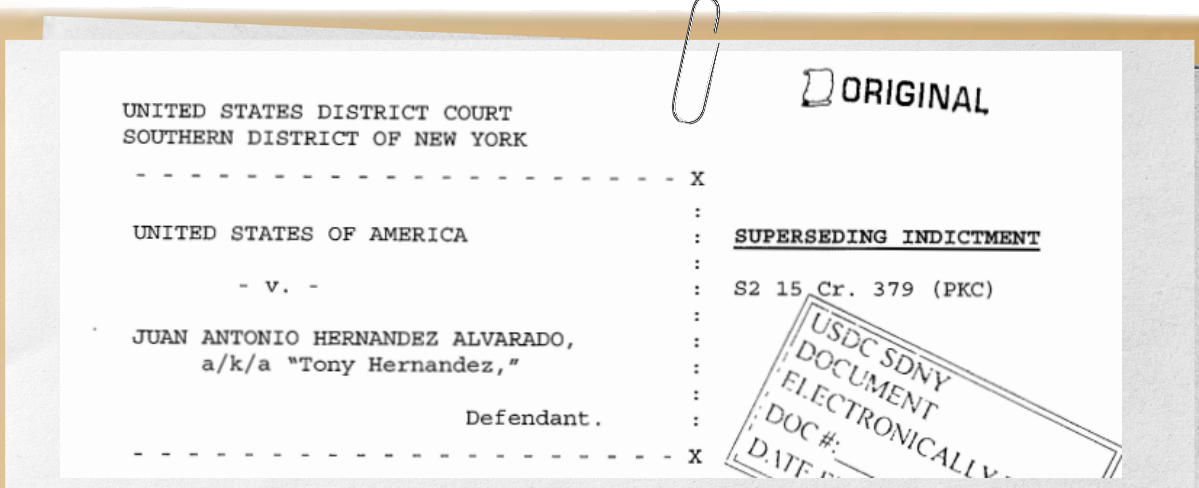 ORIGINAL
UNITED STATES DISTRICT COURT
SOUTHERN DISTRICT OF NEW YORK
- - - - - - - - - - - - - - - - - - - - X
UNITED STATES OF AMERICA
- v. -
JUAN ANTONIO HERNANDEZ ALVARADO,
a/k/a “Tony Hernandez,”
Defendant.
- - - - - - - - - - - - - - - - - - - - X
SUPERSEDING INDICTMENT
S2 15 Cr. 379 (PKC)
USDC SDNY
DOCUMENT
ELECTRONICALLY
DOC #:
DATE